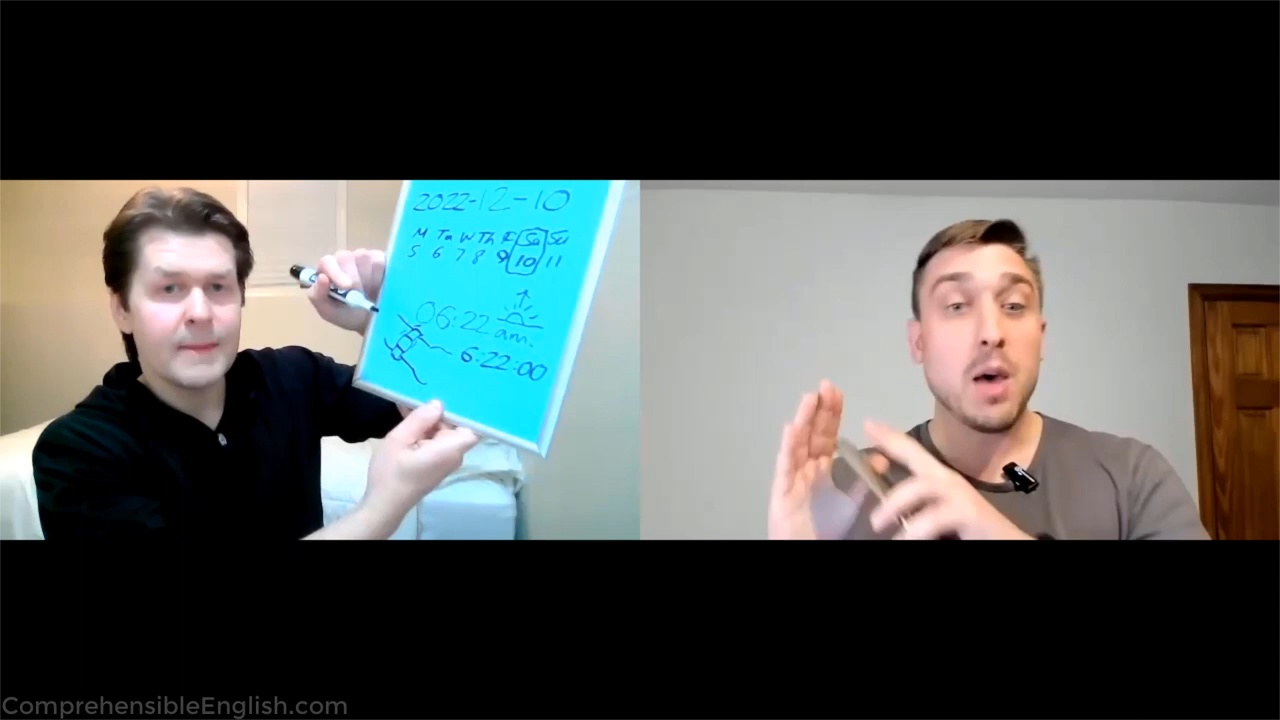 2022-12-10
M Tu W Th F Sa Su
5 6 7 8 9 10 11
06:22
am.
6:22:00
ComprehensibleEnglish.com